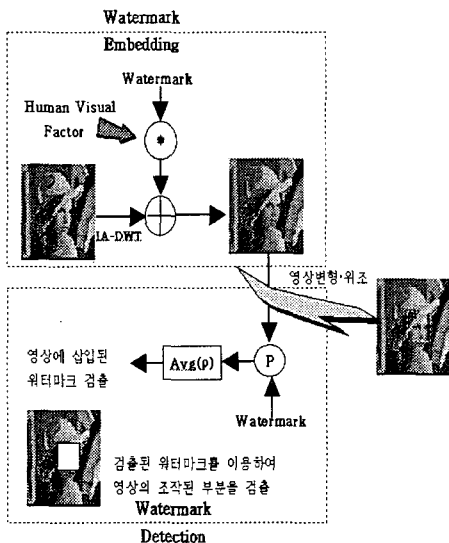 Watermark
Embedding
Watermark
Human Visual
Factor
*
I.A-D.W.T.
영상변형·위조
영상에 삽입된
워터마크 검출
Avg(ρ)
P
Watermark
검출된 워터마크를 이용하여
영상의 조작된 부분을 검출
Watermark
Detection